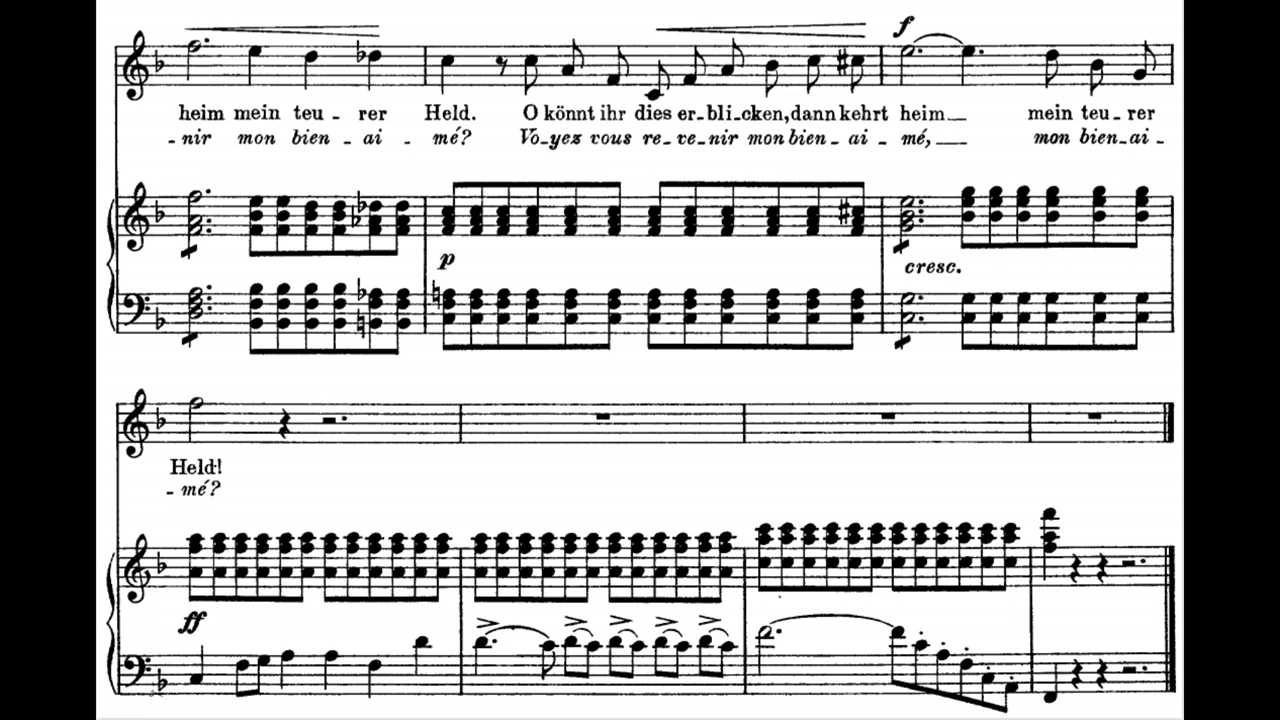 f
heim mein teu - rer Held. O könnt ihr dies er-bli-cken, dann kehrt heim mein teu - rer
- nir mon bien - ai - mé? Vo-yez vous re-ve-nir mon bien - ai - mé, mon bien-ai -
p
cresc.
Held!
- mé?
ff